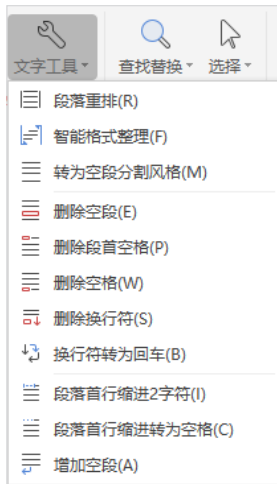 文字工具 查找替换 选择
段落重排(R)
智能格式整理(F)
转为空段分割风格(M)
删除空段(E)
删除段首空格(P)
删除空格(W)
删除换行符(S)
换行符转为回车(B)
段落首行缩进2字符(I)
段落首行缩进转为空格(C)
增加空段(A)